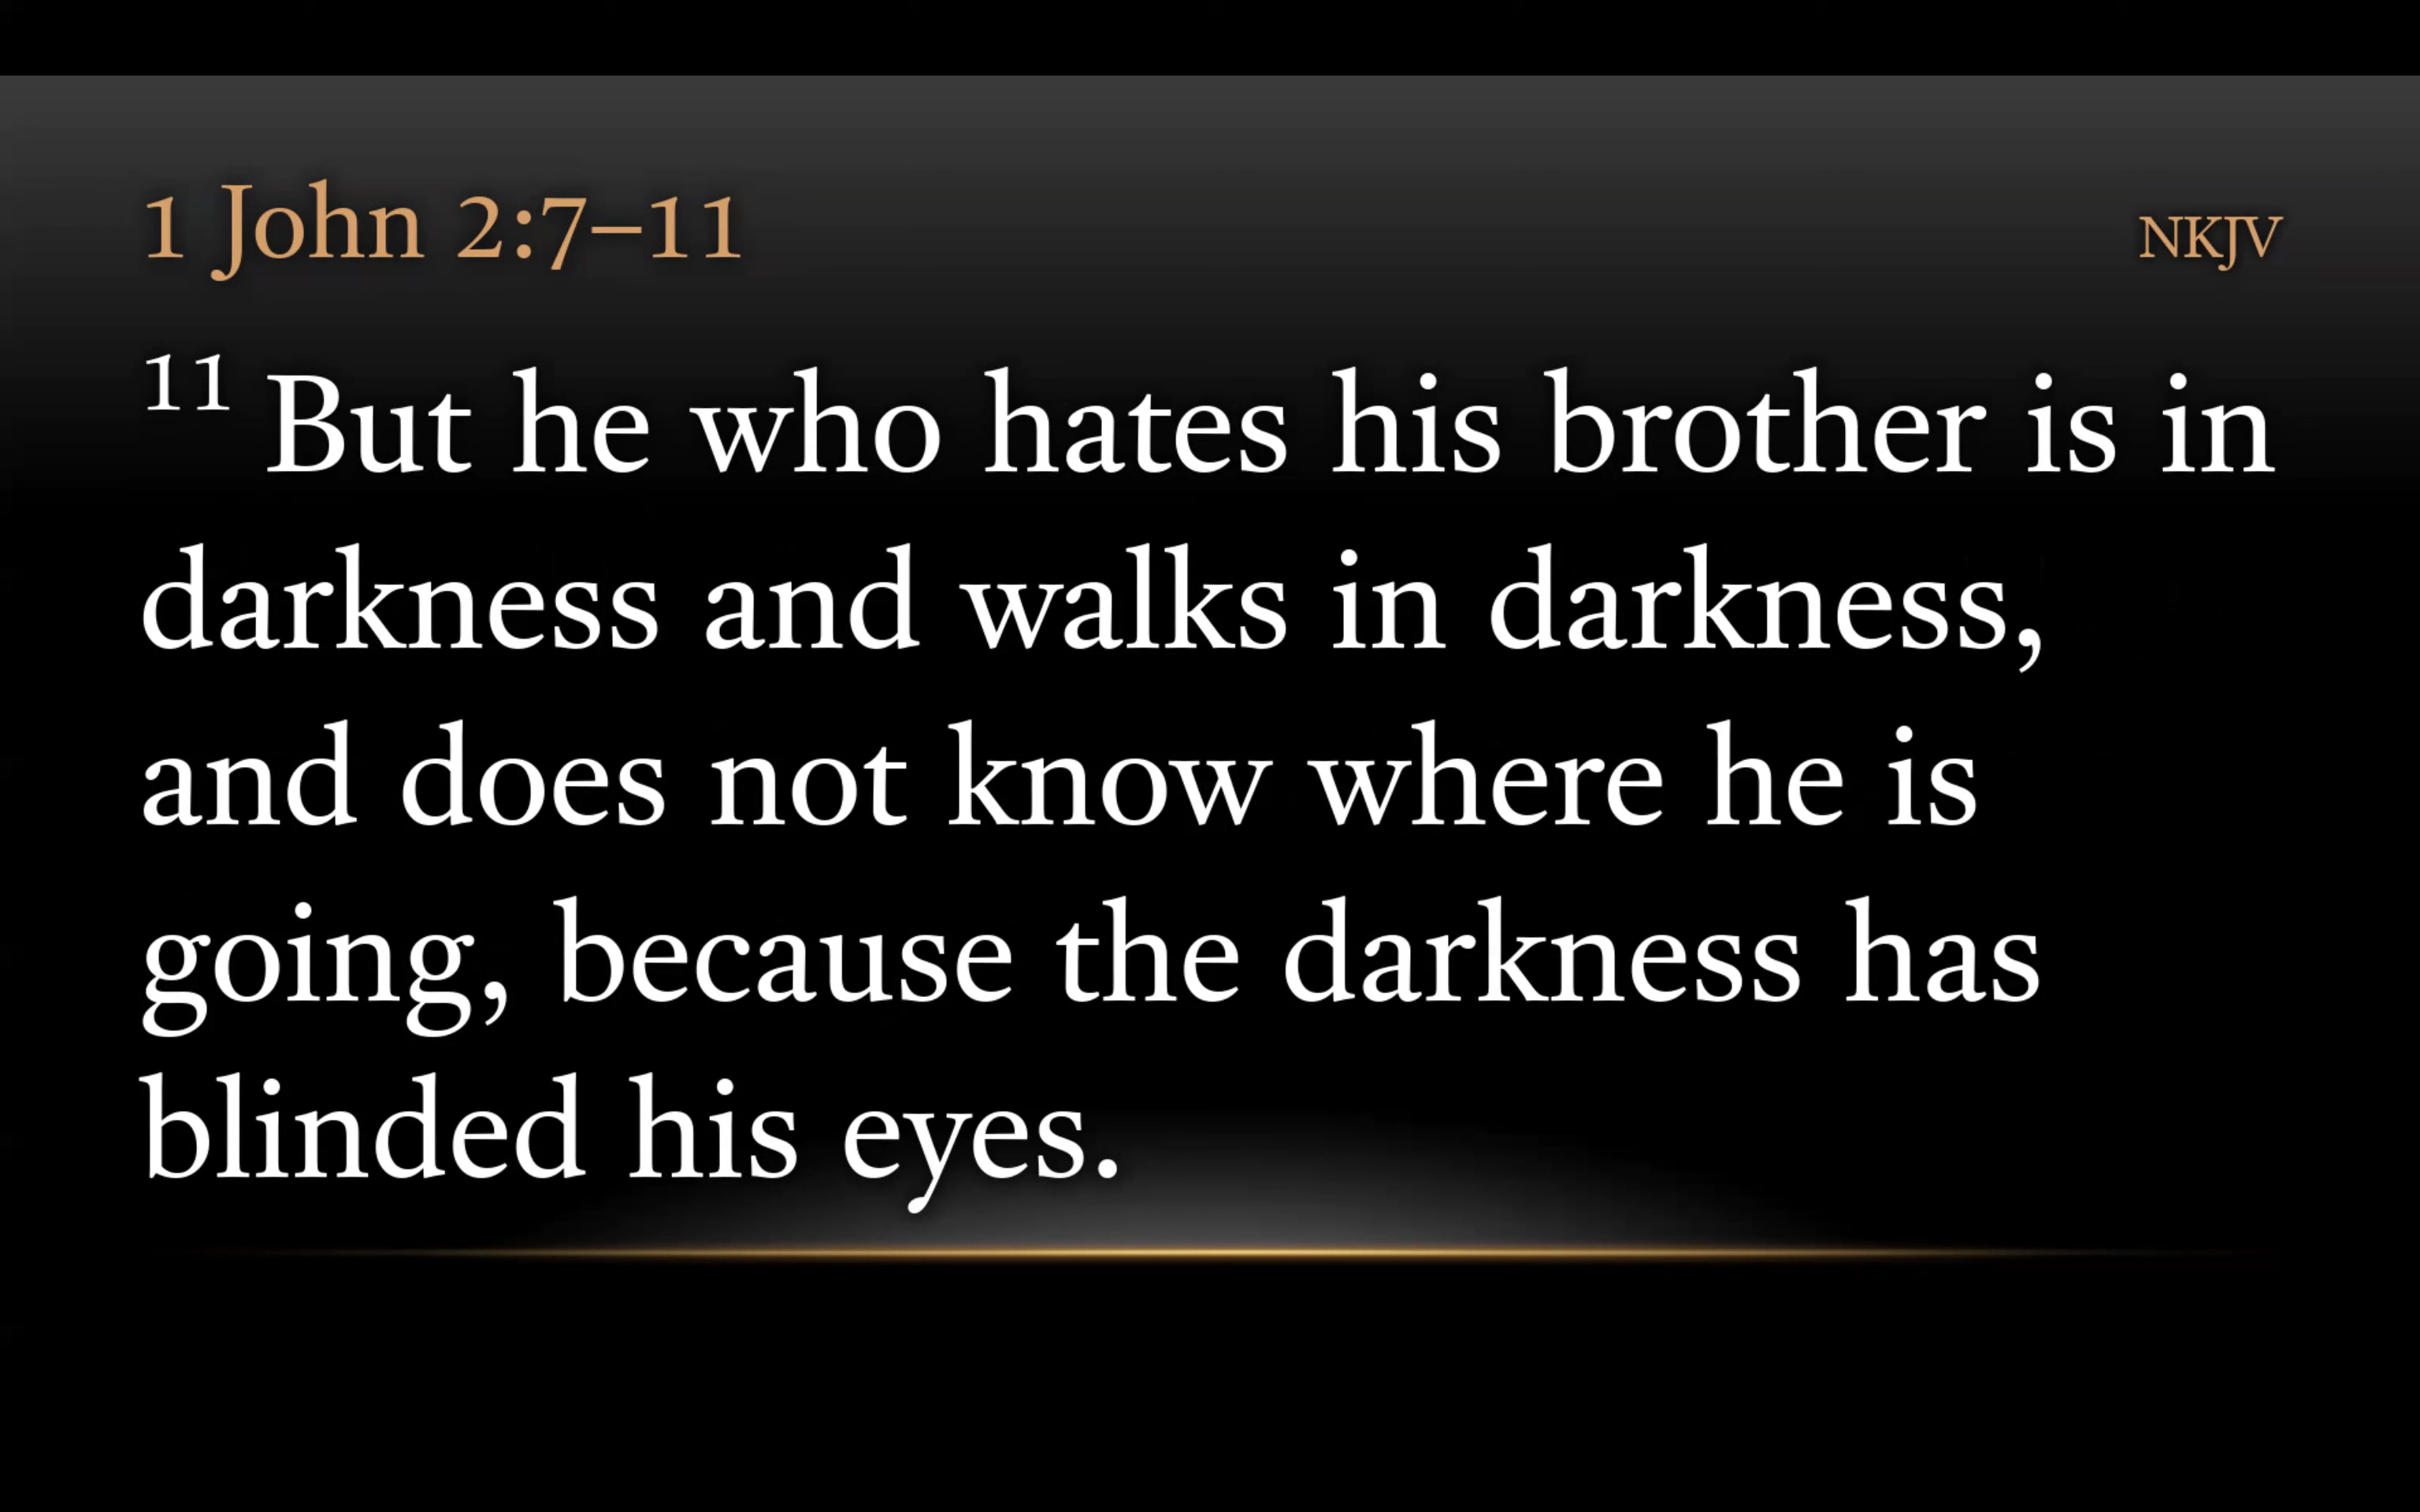 1 John 2:7–11
NKJV
11 But he who hates his brother is in
darkness and walks in darkness,
and does not know where he is
going, because the darkness has
blinded his eyes.